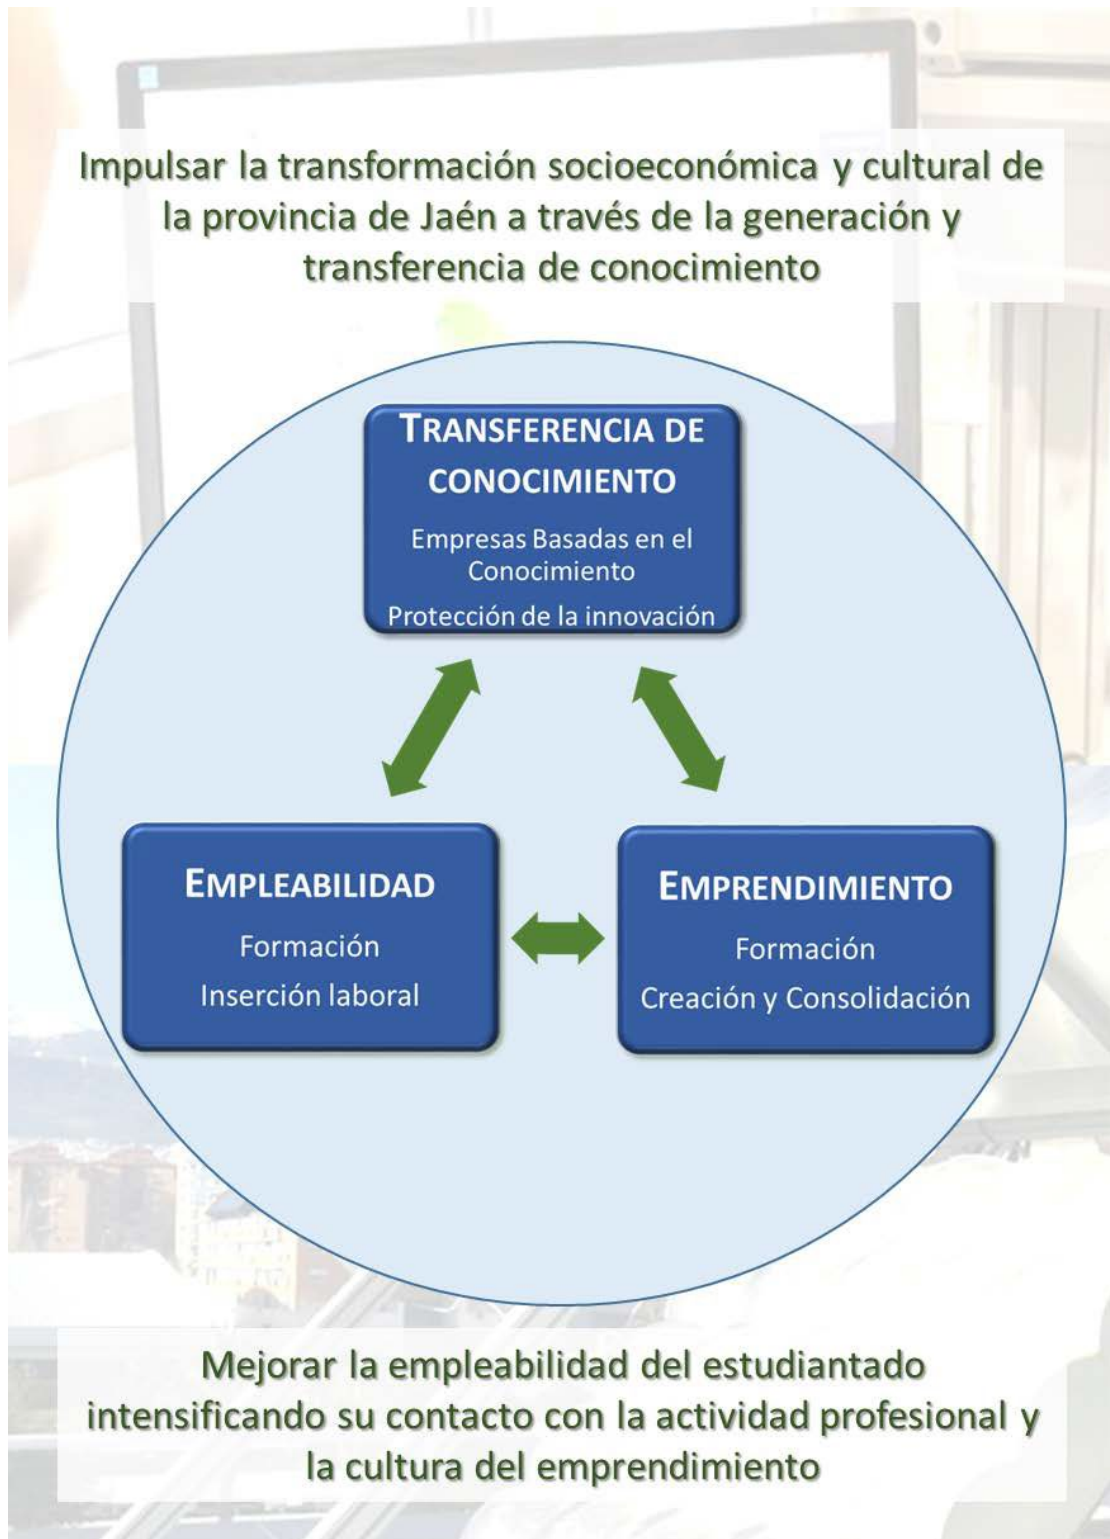 Impulsar la transformación socioeconómica y cultural de
la provincia de Jaén a través de la generación y
transferencia de conocimiento
TRANSFERENCIA DE
CONOCIMIENTO
Empresas Basadas en el
Conocimiento
Protección de la innovación
EMPLEABILIDAD
Formación
Inserción laboral
EMPRENDIMIENTO
Formación
Creación y Consolidación
Mejorar la empleabilidad del estudiantado
intensificando su contacto con la actividad profesional y
la cultura del emprendimiento